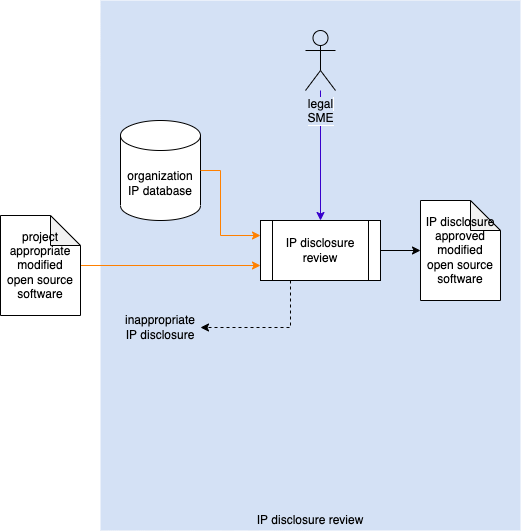 legal
SME
organization
IP database
project
appropriate
modified
open source
software
IP disclosure
review
IP disclosure
approved
modified
open source
software
inappropriate
IP disclosure
IP disclosure review